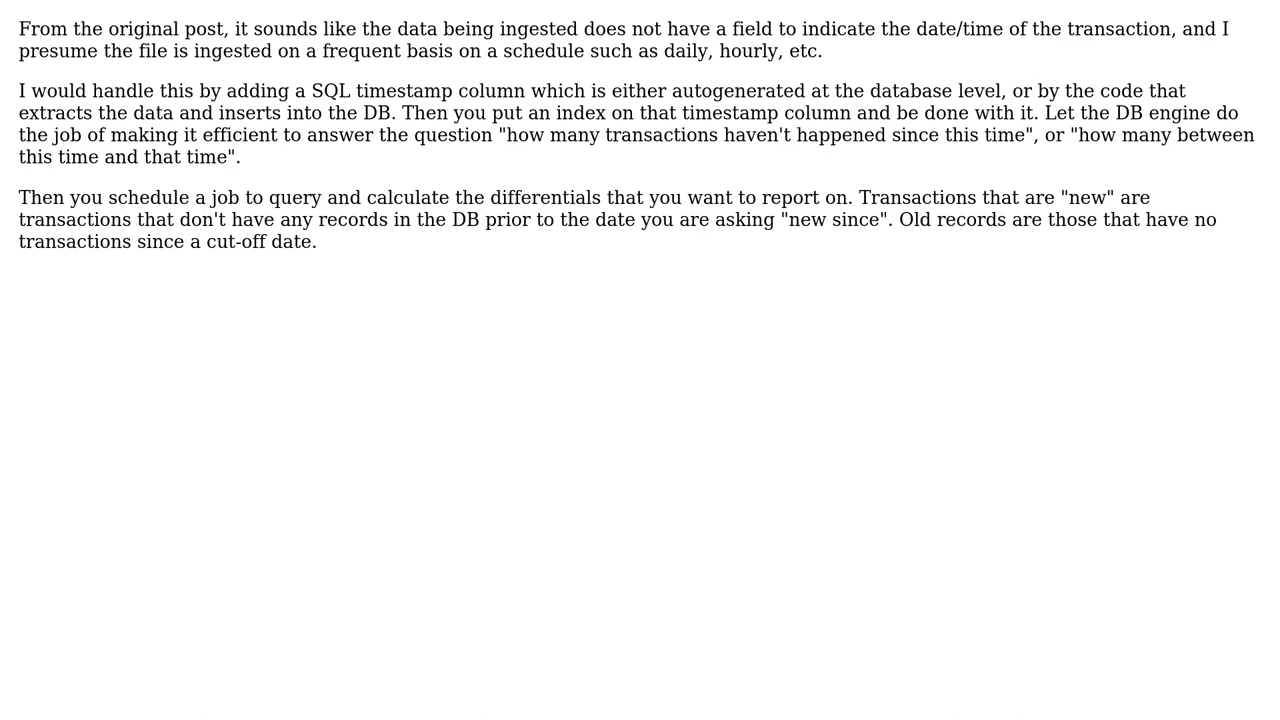 From the original post, it sounds like the data being ingested does not have a field to indicate the date/time of the transaction, and I
presume the file is ingested on a frequent basis on a schedule such as daily, hourly, etc.
I would handle this by adding a SQL timestamp column which is either autogenerated at the database level, or by the code that
extracts the data and inserts into the DB. Then you put an index on that timestamp column and be done with it. Let the DB engine do
the job of making it efficient to answer the question "how many transactions haven't happened since this time", or "how many between
this time and that time".
Then you schedule a job to query and calculate the differentials that you want to report on. Transactions that are "new" are
transactions that don't have any records in the DB prior to the date you are asking "new since". Old records are those that have no
transactions since a cut-off date.